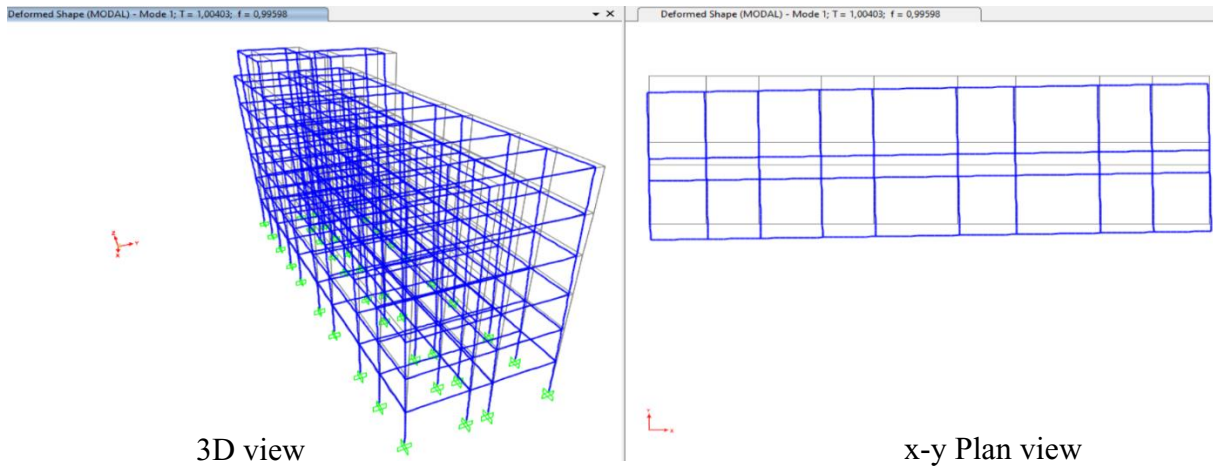 Deformed Shape (MODAL) - Mode 1; T = 1,00403; f = 0,99598
Deformed Shape (MODAL) - Mode 1; T = 1,00403; f = 0,99598
Z
Y
X
Y
X
3D view
x-y Plan view